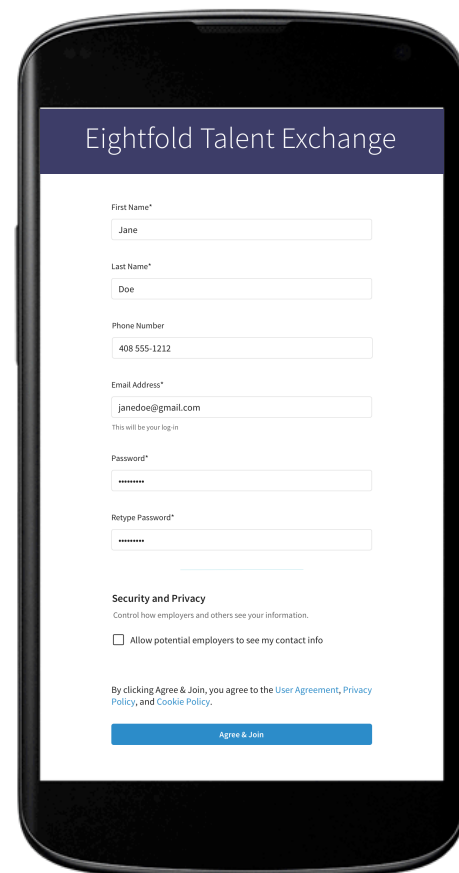 Eightfold Talent Exchange
First Name*
Jane
Last Name*
Doe
Phone Number
408 555-1212
Email Address*
janedoe@gmail.com
This will be your log-in
Password*
•••••••••
Retype Password*
•••••••••
Security and Privacy
Control how employers and others see your information.
Allow potential employers to see my contact info
By clicking Agree & Join, you agree to the User Agreement, Privacy
Policy, and Cookie Policy.
Agree & Join